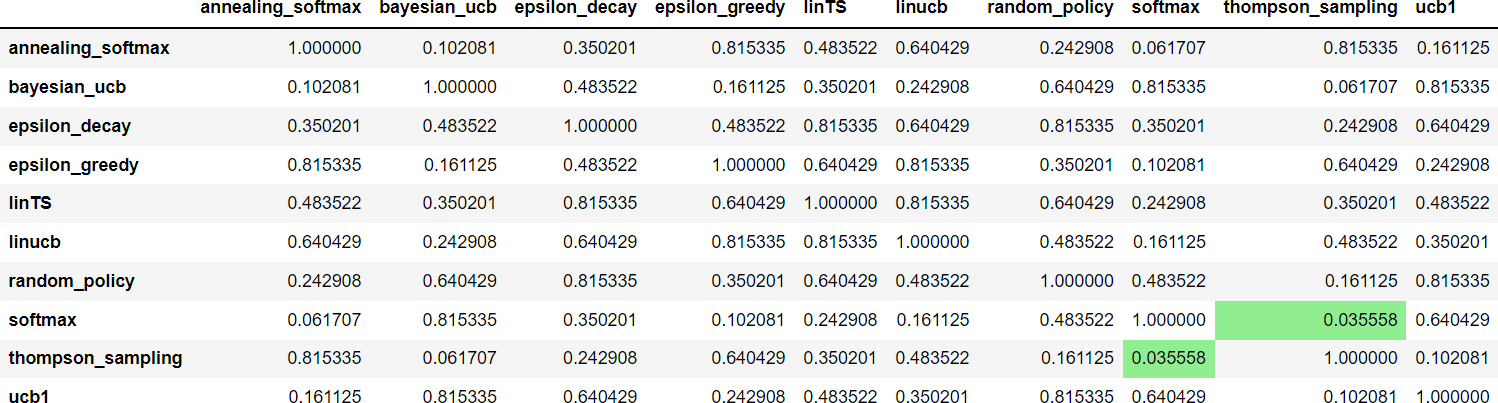 annealing_softmax bayesian_ucb epsilon_decay epsilon_greedy linTS linucb random_policy softmax thompson_sampling ucb1
annealing_softmax 1.000000 0.102081 0.350201 0.815335 0.483522 0.640429 0.242908 0.061707 0.815335 0.161125
bayesian_ucb 0.102081 1.000000 0.483522 0.161125 0.350201 0.242908 0.640429 0.815335 0.061707 0.815335
epsilon_decay 0.350201 0.483522 1.000000 0.483522 0.815335 0.640429 0.815335 0.350201 0.242908 0.640429
epsilon_greedy 0.815335 0.161125 0.483522 1.000000 0.640429 0.815335 0.350201 0.102081 0.640429 0.242908
linTS 0.483522 0.350201 0.815335 0.640429 1.000000 0.815335 0.640429 0.242908 0.350201 0.483522
linucb 0.640429 0.242908 0.640429 0.815335 0.815335 1.000000 0.483522 0.161125 0.483522 0.350201
random_policy 0.242908 0.640429 0.815335 0.350201 0.640429 0.483522 1.000000 0.483522 0.161125 0.815335
softmax 0.061707 0.815335 0.350201 0.102081 0.242908 0.161125 0.483522 1.000000 0.035558 0.640429
thompson_sampling 0.815335 0.061707 0.242908 0.640429 0.350201 0.483522 0.161125 0.035558 1.000000 0.102081
ucb1 0.161125 0.815335 0.640429 0.242908 0.483522 0.350201 0.815335 0.640429 0.102081 1.000000